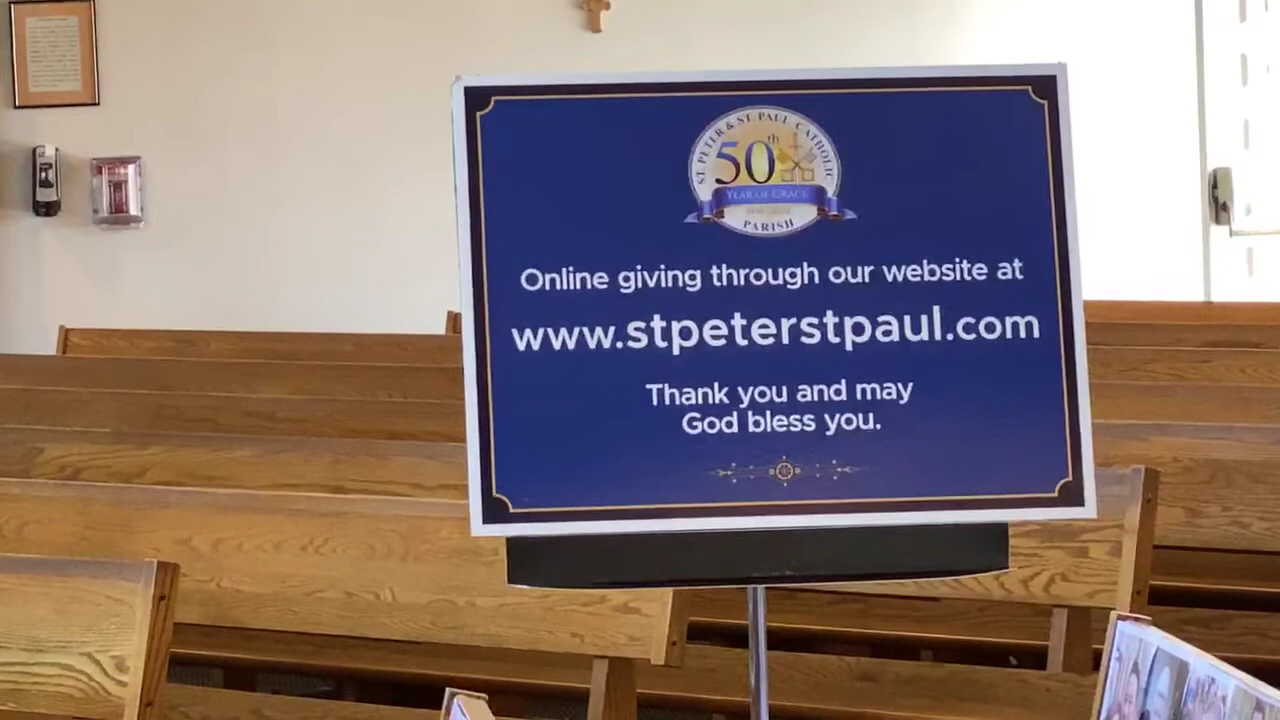 ST. PETER & ST. PAUL CATHOLIC
50th
YEAR OF GRACE
PARISH
Online giving through our website at
www.stpeterstpaul.com
Thank you and may
God bless you.